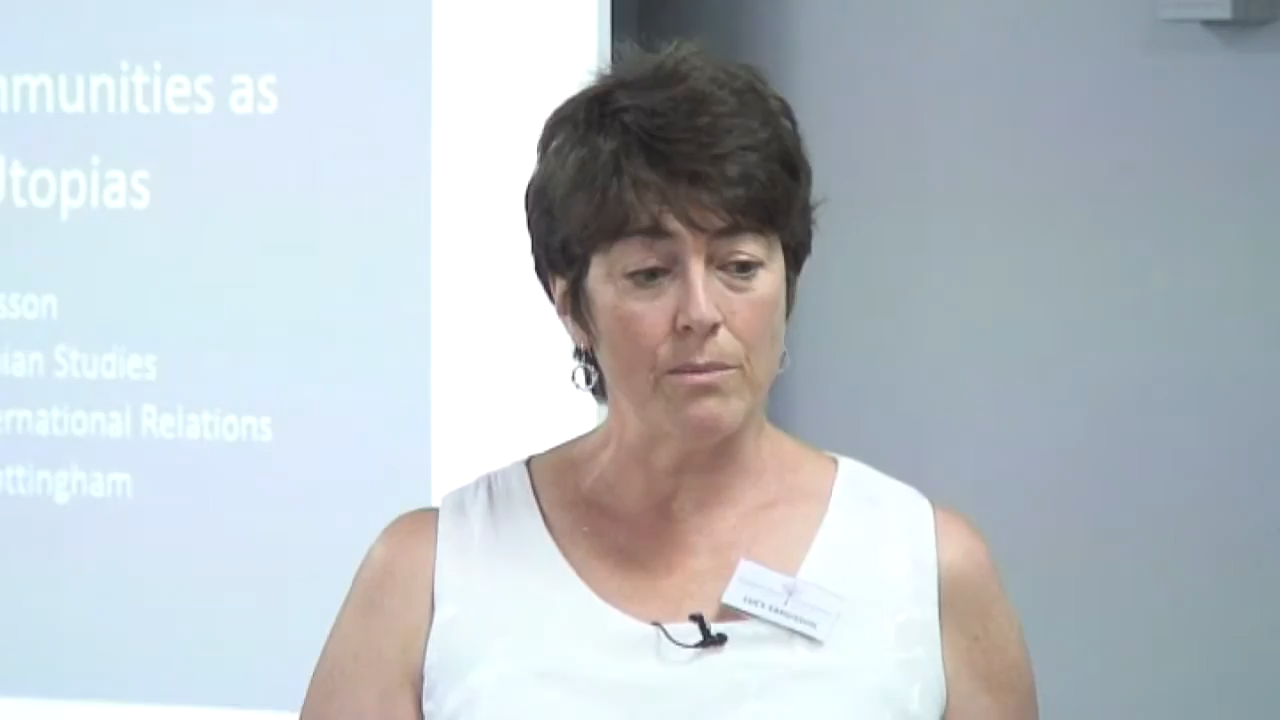 mmunities as
Utopias
sson
ian Studies
ernational Relations
ottingham